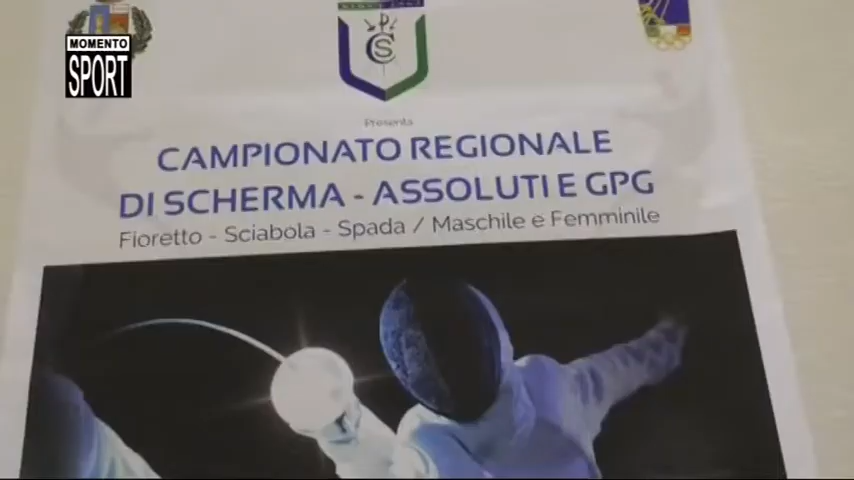 MOMENTO
SPORT
Presenta
CAMPIONATO REGIONALE
DI SCHERMA - ASSOLUTI E GPG
Fioretto - Sciabola - Spada / Maschile e Femminile